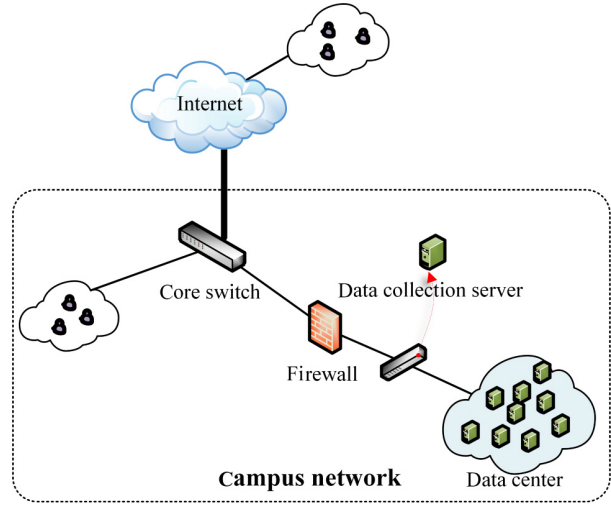 Internet
Core switch
Data collection server
Firewall
Data center
Campus network